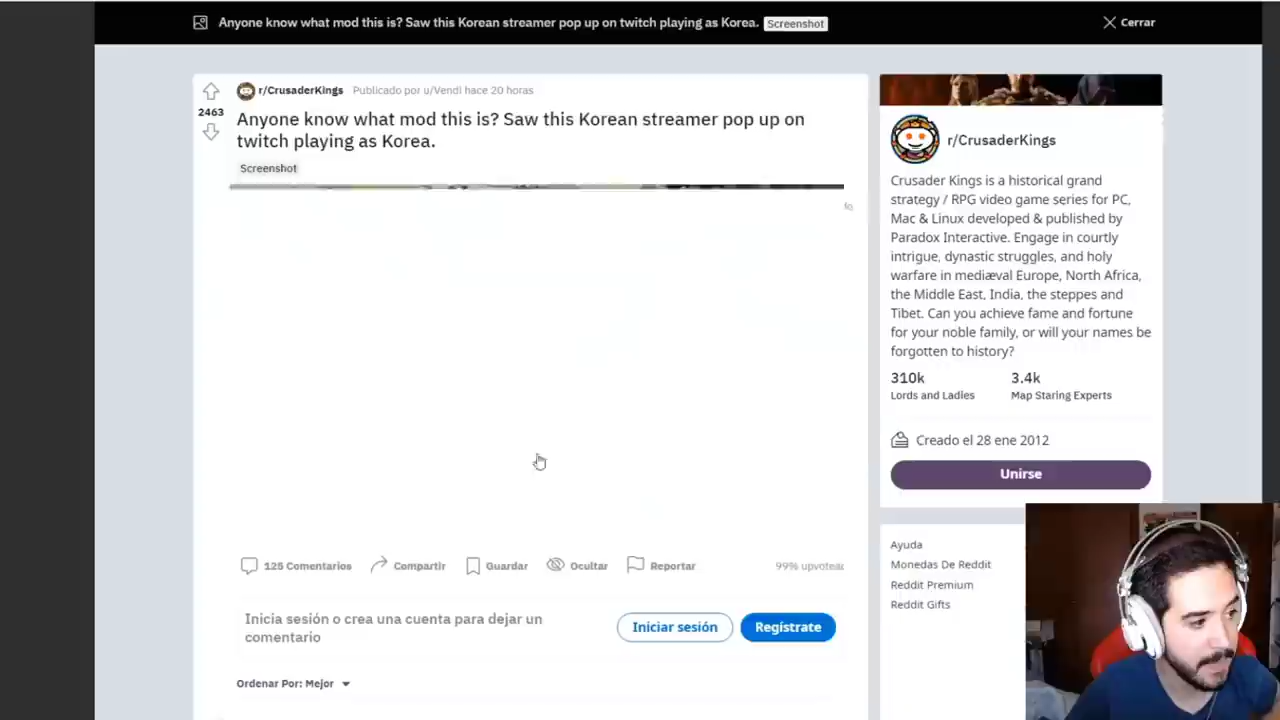 Anyone know what mod this is? Saw this Korean streamer pop up on twitch playing as Korea. Screenshot
Cerrar
2463
r/CrusaderKings Publicado por u/Vendi hace 20 horas
Anyone know what mod this is? Saw this Korean streamer pop up on
twitch playing as Korea.
Screenshot
125 Comentarios Compartir Guardar Ocultar Reportar 99% upvotea
Inicia sesión o crea una cuenta para dejar un
comentario
Iniciar sesión Regístrate
Ordenar Por: Mejor
r/CrusaderKings
Crusader Kings is a historical grand
strategy / RPG video game series for PC,
Mac & Linux developed & published by
Paradox Interactive. Engage in courtly
intrigue, dynastic struggles, and holy
warfare in mediæval Europe, North Africa,
the Middle East, India, the steppes and
Tibet. Can you achieve fame and fortune
for your noble family, or will your names be
forgotten to history?
310k 3.4k
Lords and Ladies Map Staring Experts
Creado el 28 ene 2012
Unirse
Ayuda
Monedas De Reddit
Reddit Premium
Reddit Gifts